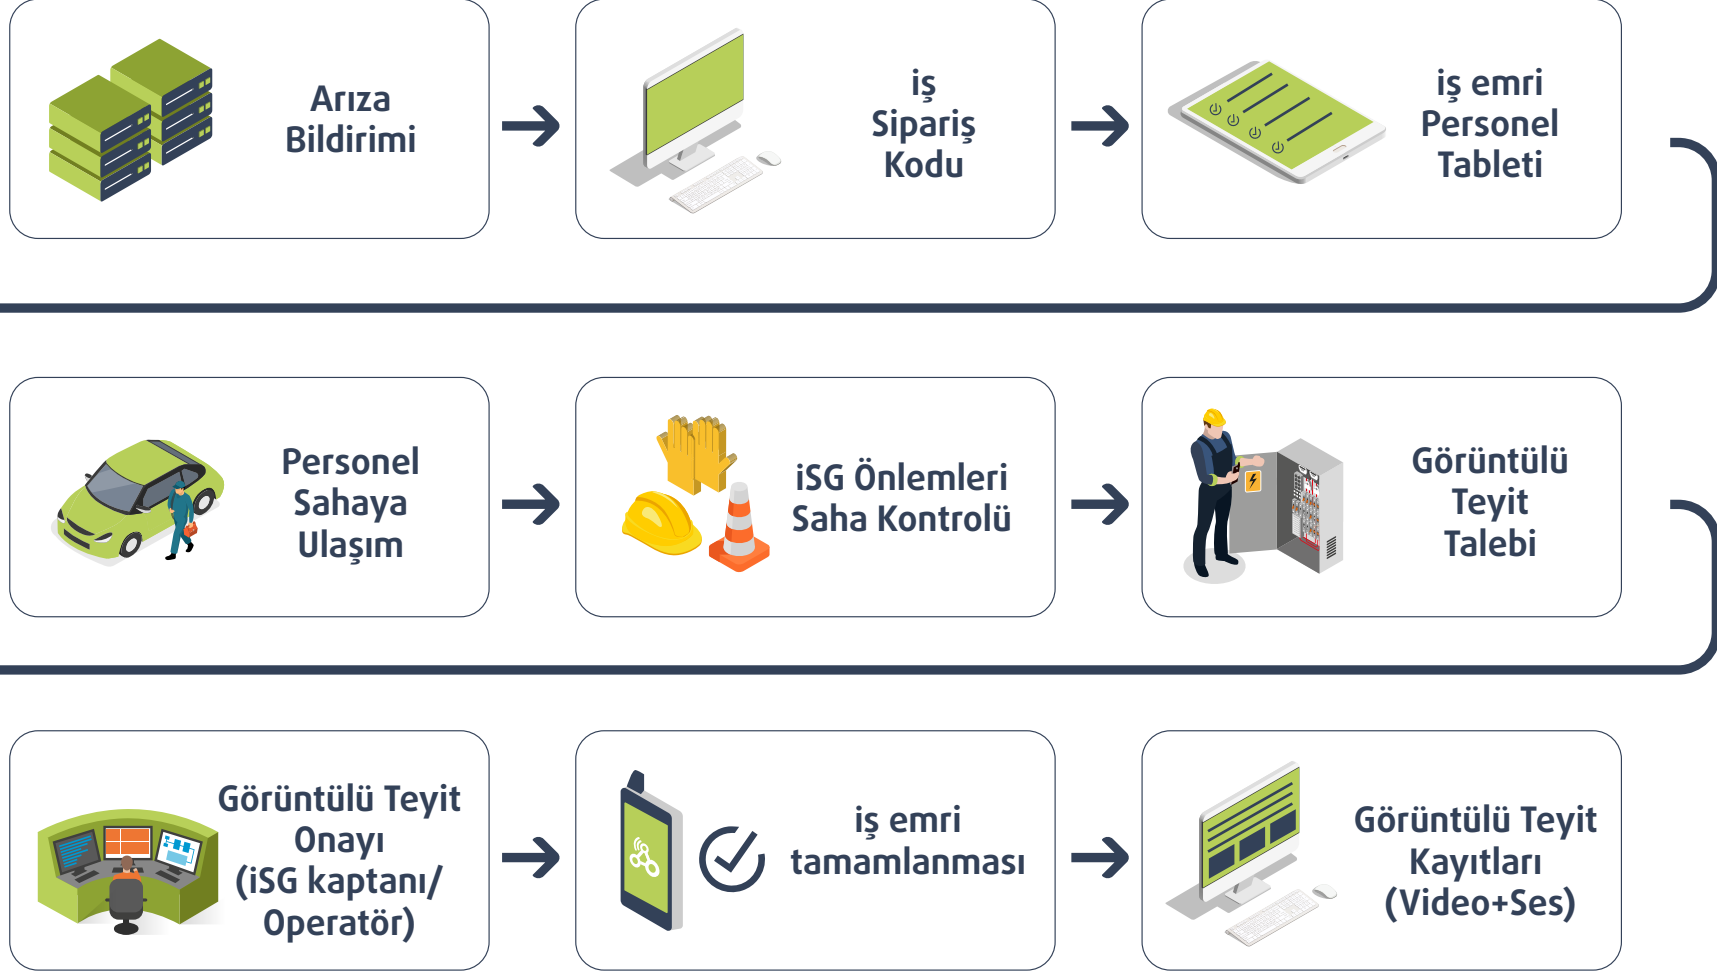 Arıza
Bildirimi
iş
Sipariş
Kodu
iş emri
Personel
Tableti
Personel
Sahaya
Ulaşım
iSG Önlemleri
Saha Kontrolü
Görüntülü
Teyit
Talebi
Görüntülü Teyit
Onayı
(iSG kaptanı/
Operatör)
iş emri
tamamlanması
Görüntülü Teyit
Kayıtları
(Video+Ses)